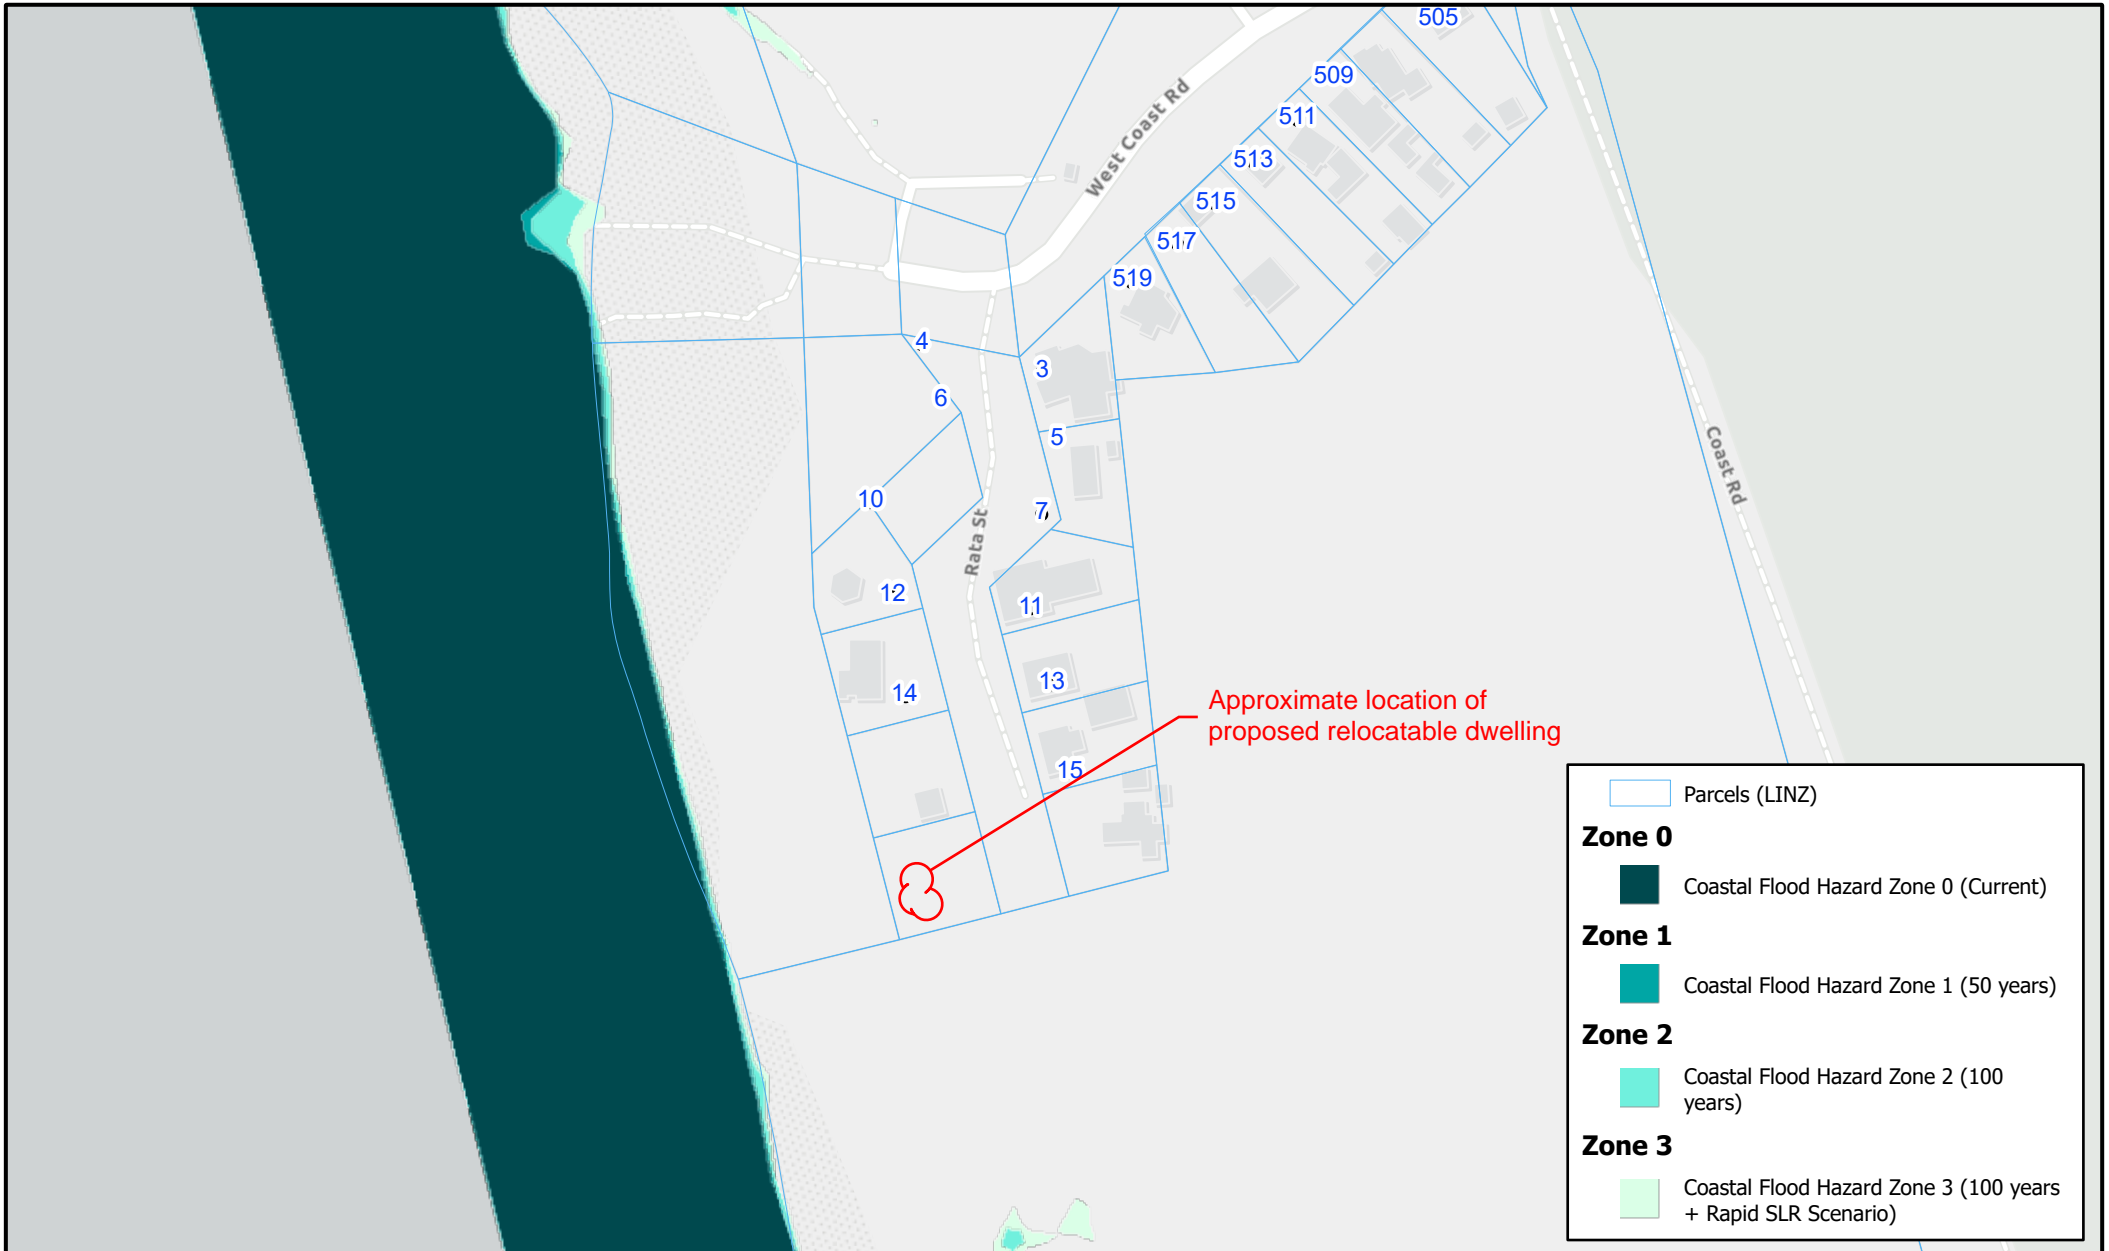 505
509
511
513
515
517
519
West Coast Rd
4
3
6
5
10
7
Rata St
12
11
14
13
15
Coast Rd
Approximate location of
proposed relocatable dwelling
Parcels (LINZ)
Zone 0
Coastal Flood Hazard Zone 0 (Current)
Zone 1
Coastal Flood Hazard Zone 1 (50 years)
Zone 2
Coastal Flood Hazard Zone 2 (100
years)
Zone 3
Coastal Flood Hazard Zone 3 (100 years
+ Rapid SLR Scenario)